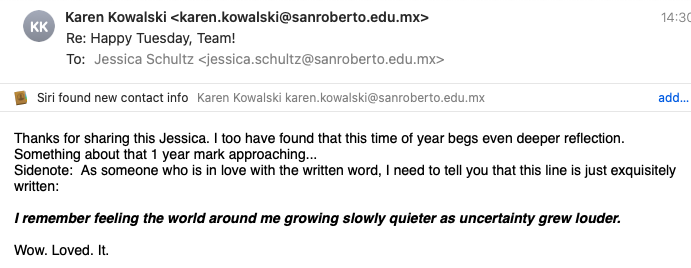 KK
Karen Kowalski <karen.kowalski@sanroberto.edu.mx>
14:30
Re: Happy Tuesday, Team!
To: Jessica Schultz <jessica.schultz@sanroberto.edu.mx>
Siri found new contact info Karen Kowalski karen.kowalski@sanroberto.edu.mx add...
Thanks for sharing this Jessica. I too have found that this time of year begs even deeper reflection.
Something about that 1 year mark approaching...
Sidenote: As someone who is in love with the written word, I need to tell you that this line is just exquisitely
written:
I remember feeling the world around me growing slowly quieter as uncertainty grew louder.
Wow. Loved. It.